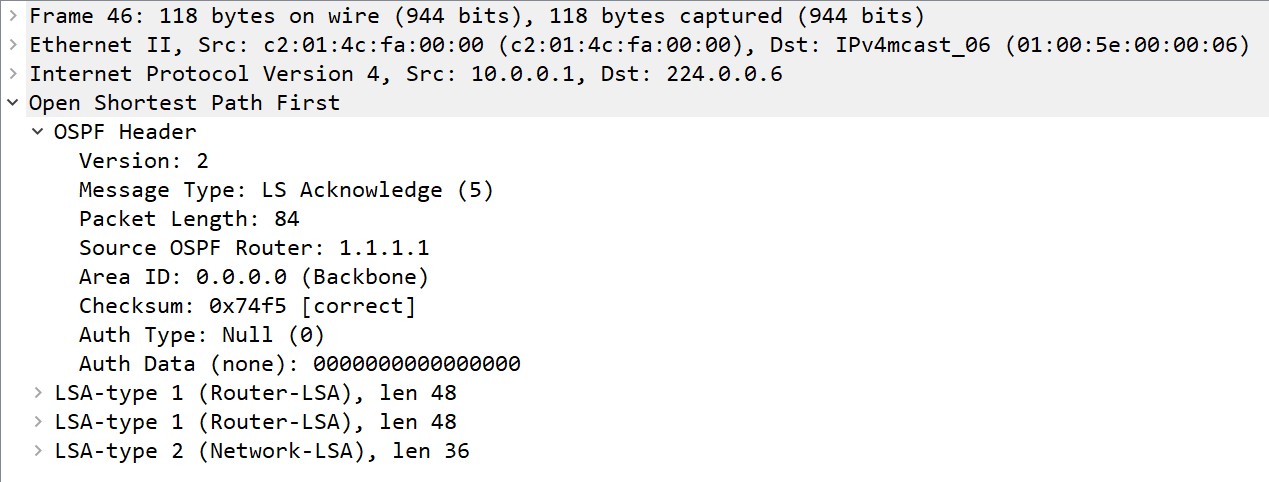 Frame 46: 118 bytes on wire (944 bits), 118 bytes captured (944 bits)
Ethernet II, Src: c2:01:4c:fa:00:00 (c2:01:4c:fa:00:00), Dst: IPv4mcast_06 (01:00:5e:00:00:06)
Internet Protocol Version 4, Src: 10.0.0.1, Dst: 224.0.0.6
Open Shortest Path First
OSPF Header
Version: 2
Message Type: LS Acknowledge (5)
Packet Length: 84
Source OSPF Router: 1.1.1.1
Area ID: 0.0.0.0 (Backbone)
Checksum: 0x74f5 [correct]
Auth Type: Null (0)
Auth Data (none): 0000000000000000
LSA-type 1 (Router-LSA), len 48
LSA-type 1 (Router-LSA), len 48
LSA-type 2 (Network-LSA), len 36